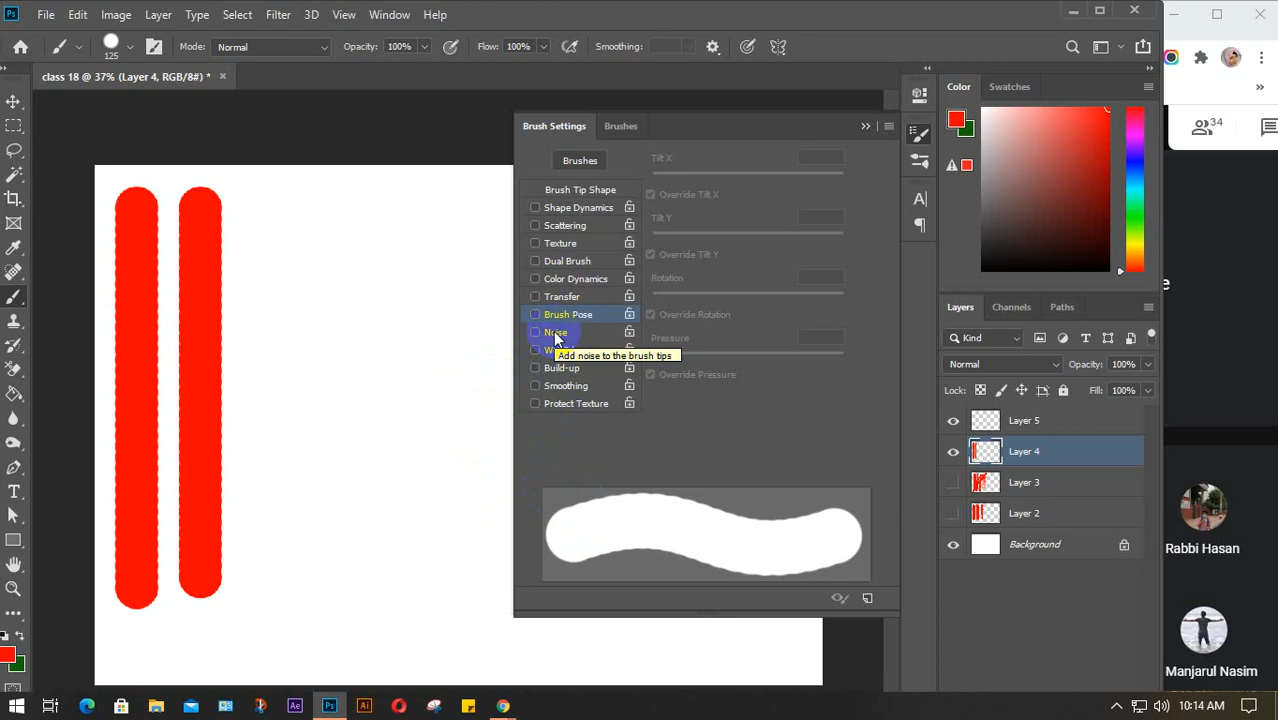 Ps File Edit Image Layer Type Select Filter 3D View Window Help
125 Mode: Normal Opacity: 100% Flow: 100% Smoothing:
class 18 @ 37% (Layer 4, RGB/8#) *
Brush Settings Brushes
Brushes
Brush Tip Shape
Shape Dynamics
Scattering
Texture
Dual Brush
Color Dynamics
Transfer
Brush Pose
Noise
Add noise to the brush tips
Build-up
Smoothing
Protect Texture
Tilt X
Override Tilt X
Tilt Y
Override Tilt Y
Rotation
Override Rotation
Pressure
Override Pressure
Color Swatches
Layers Channels Paths
Kind
Normal Opacity: 100%
Lock: Fill: 100%
Layer 5
Layer 4
Layer 3
Layer 2
Background
34
e
Rabbi Hasan
Manjarul Nasim
Ae Ps Ai
10:14 AM